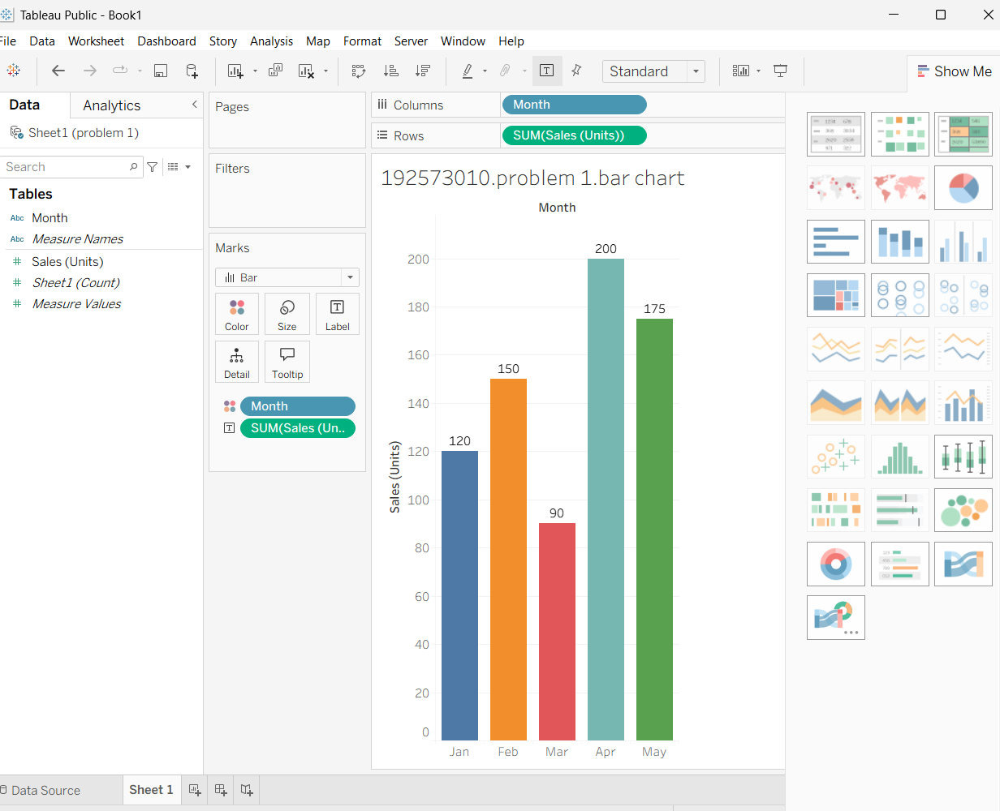 Tableau Public - Book1
File Data Worksheet Dashboard Story Analysis Map Format Server Window Help
Standard
Show Me
Data Analytics
Sheet1 (problem 1)
Search
Tables
Abc Month
Abc Measure Names
# Sales (Units)
# Sheet1 (Count)
# Measure Values
Pages
Filters
Marks
Bar
Color Size Label
Detail Tooltip
Month
T SUM(Sales (Un..
Columns Month
Rows SUM(Sales (Units))
192573010.problem 1.bar chart
Month
Sales (Units)
200
180
160
140
120
100
80
60
40
20
0
120
150
90
200
175
Jan Feb Mar Apr May
Data Source Sheet 1